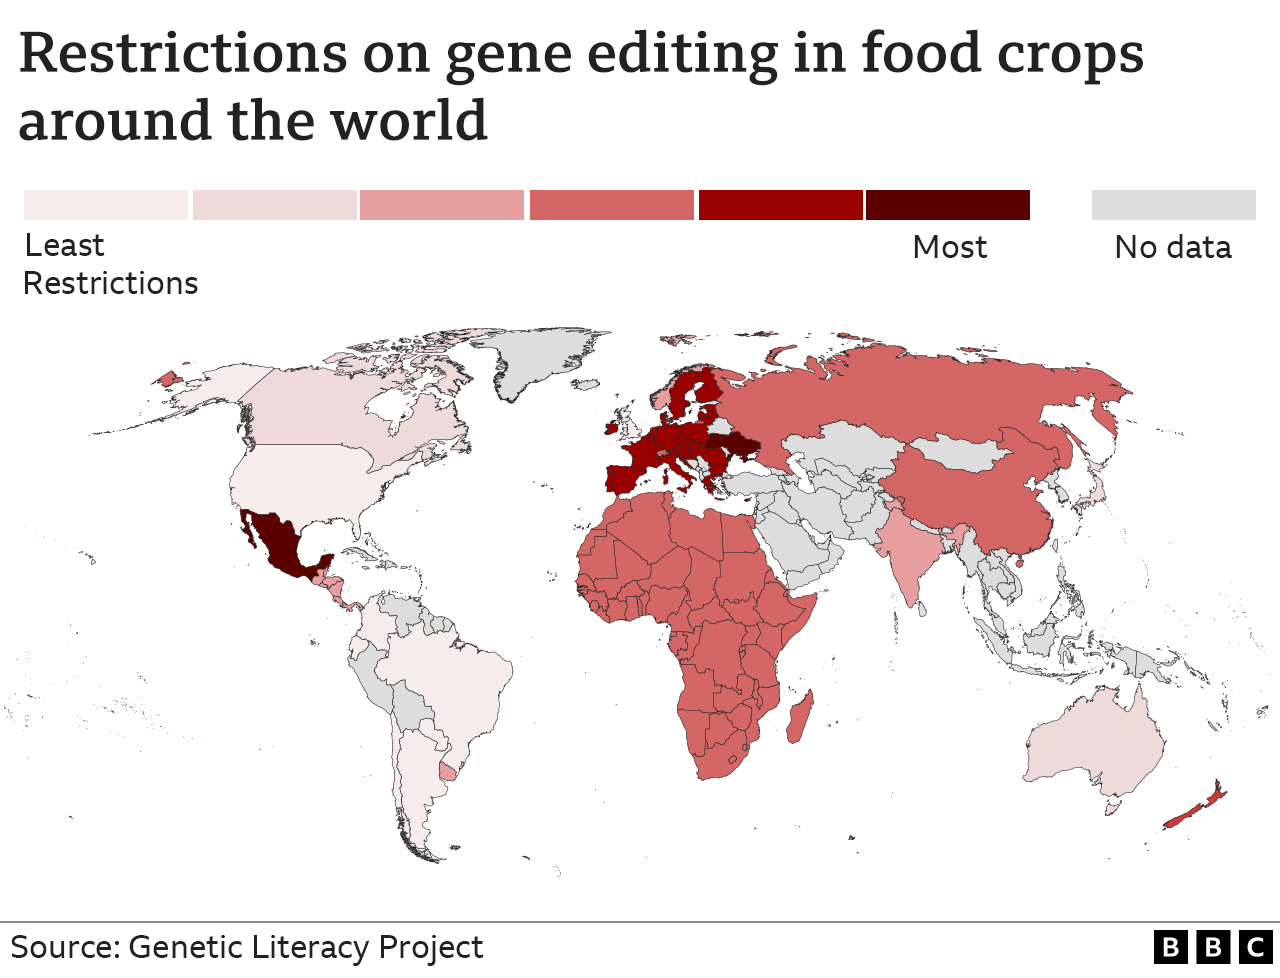 Restrictions on gene editing in food crops
around the world
Least
Restrictions
Most
No data
Source: Genetic Literacy Project
BBC